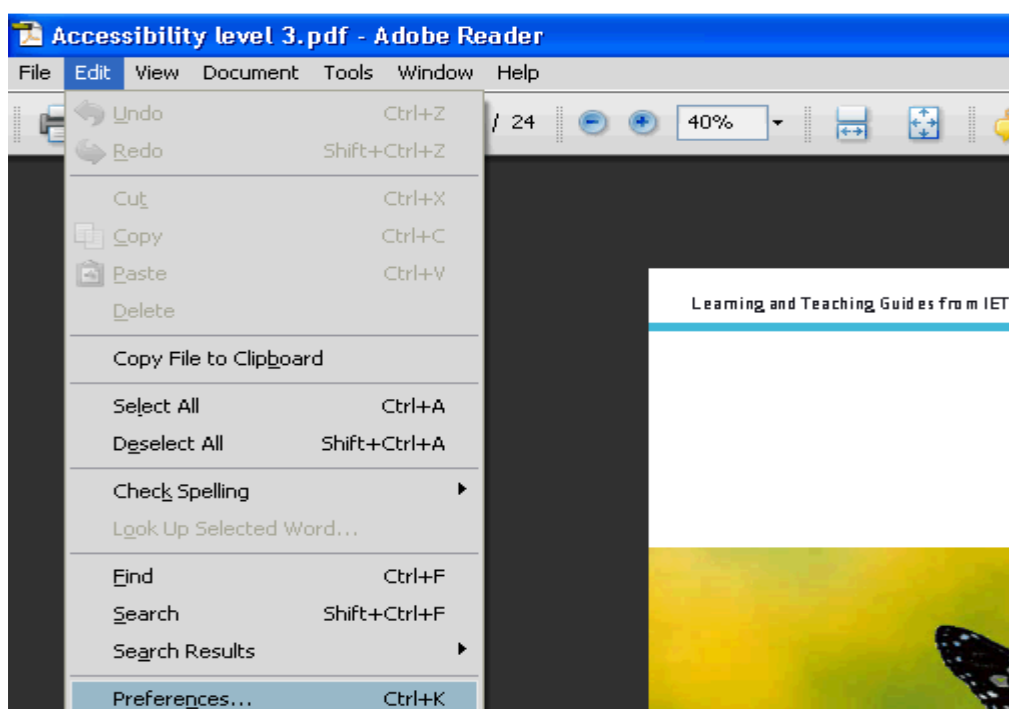 Accessibility level 3.pdf - Adobe Reader
File Edit View Document Tools Window Help
/ 24 40%
Undo Ctrl+Z
Redo Shift+Ctrl+Z
Cut Ctrl+X
Copy Ctrl+C
Paste Ctrl+V
Delete
Copy File to Clipboard
Select All Ctrl+A
Deselect All Shift+Ctrl+A
Check Spelling
Look Up Selected Word...
Find Ctrl+F
Search Shift+Ctrl+F
Search Results
Preferences... Ctrl+K
Learning and Teaching Guides from IET